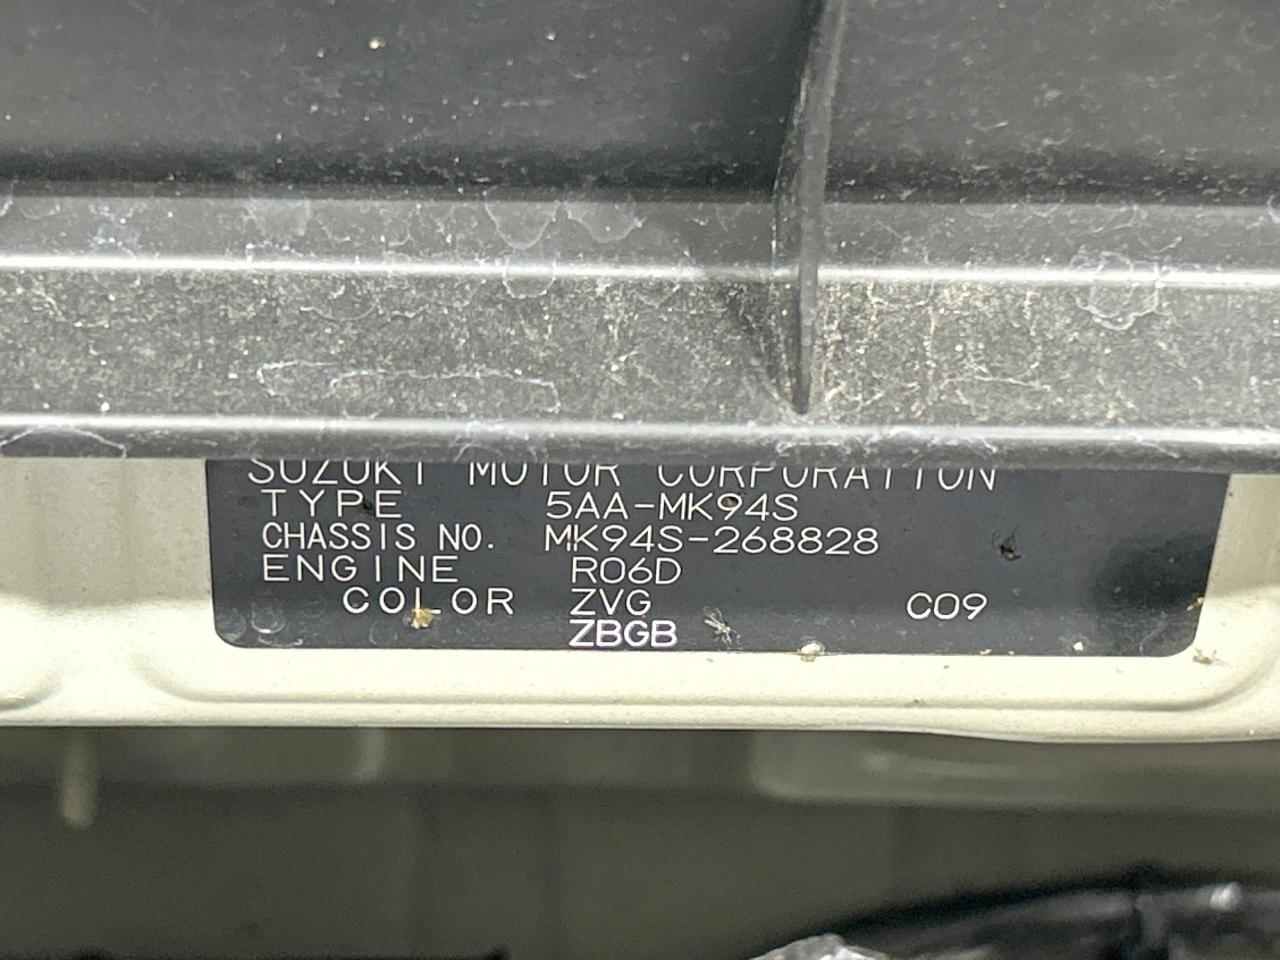 SUZUKI MOTOR CORPORATION
TYPE 5AA-MK94S
CHASSIS NO. MK94S-268828
ENGINE R06D
COLOR ZVG C09
ZBGB